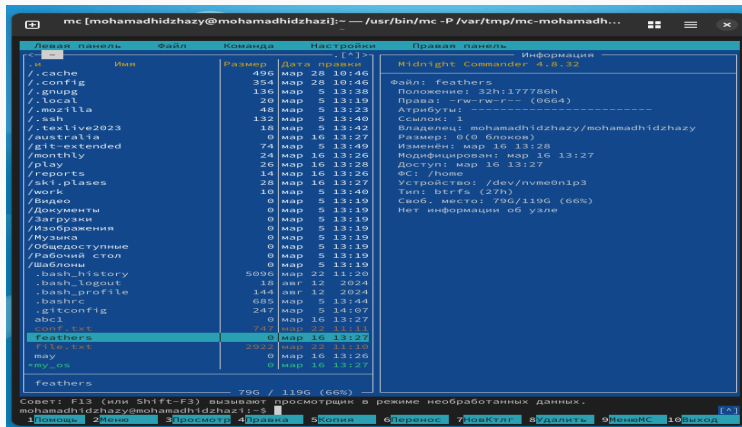 mc [mohamadhidzhazy@mohamadhidzhazi]:~ — /usr/bin/mc -P /var/tmp/mc-mohamadh...
Левая панель Файл Команда Настройки Правая панель
<— ~ .[^]>
.и Имя Размер Дата правки
/.cache 496 мар 28 10:46
/.config 354 мар 28 10:46
/.gnupg 136 мар 5 13:38
/.local 20 мар 5 13:19
/.mozilla 48 мар 5 13:23
/.ssh 132 мар 5 13:40
/.texlive2023 18 мар 5 13:42
/australia 0 мар 16 13:27
/git-extended 74 мар 5 13:49
/monthly 24 мар 16 13:26
/play 26 мар 16 13:28
/reports 14 мар 16 13:26
/ski.plases 28 мар 16 13:27
/work 10 мар 5 13:40
/Видео 0 мар 5 13:19
/Документы 0 мар 5 13:19
/Загрузки 0 мар 5 13:19
/Изображения 0 мар 5 13:19
/Музыка 0 мар 5 13:19
/Общедоступные 0 мар 5 13:19
/Рабочий стол 0 мар 5 13:19
/Шаблоны 0 мар 5 13:19
.bash_history 5096 мар 22 11:20
.bash_logout 18 авг 12 2024
.bash_profile 144 авг 12 2024
.bashrc 685 мар 5 13:44
.gitconfig 247 мар 5 14:07
abc1 0 мар 16 13:27
conf.txt 747 мар 22 11:11
feathers 0 мар 16 13:27
file.txt 2922 мар 22 11:10
may 0 мар 16 13:26
*my_os 0 мар 16 13:27
feathers
79G / 119G (66%)
Информация
Midnight Commander 4.8.32
Файл: feathers
Положение: 32h:177786h
Права: -rw-rw-r-- (0664)
Атрибуты: ----------------------
Ссылок: 1
Владелец: mohamadhidzhazy/mohamadhidzhazy
Размер: 0(0 блоков)
Изменён: мар 16 13:28
Модифицирован: мар 16 13:27
Доступ: мар 16 13:27
ФС: /home
Устройство: /dev/nvme0n1p3
Тип: btrfs (27h)
Своб. место: 79G/119G (66%)
Нет информации об узле
Совет: F13 (или Shift-F3) вызывают просмотрщик в режиме необработанных данных.
mohamadhidzhazy@mohamadhidzhazi:~$ [^]
1Помощь 2Меню 3Просмотр 4Правка 5Копия 6Перенос 7НовКтлг 8Удалить 9МенюМС 10Выход